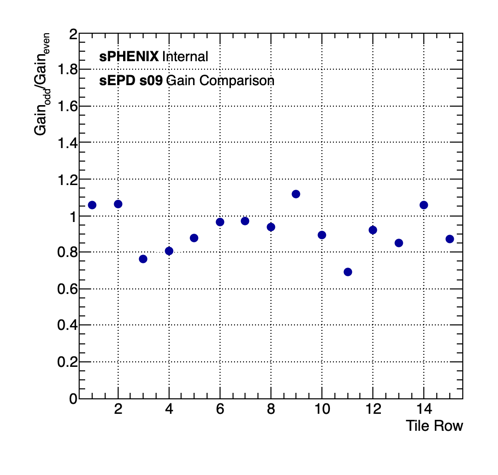 sPHENIX Internal
sEPD s09 Gain Comparison
Gain_odd/Gain_even
2
1.8
1.6
1.4
1.2
1
0.8
0.6
0.4
0.2
0
2 4 6 8 10 12 14
Tile Row